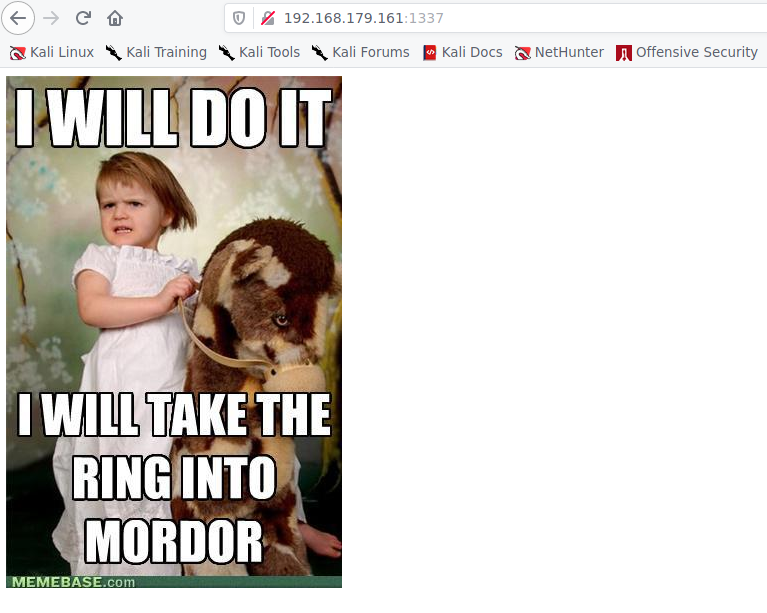 192.168.179.161:1337
Kali Linux Kali Training Kali Tools Kali Forums Kali Docs NetHunter Offensive Security
I WILL DO IT
I WILL TAKE THE
RING INTO
MORDOR
MEMEBASE.com